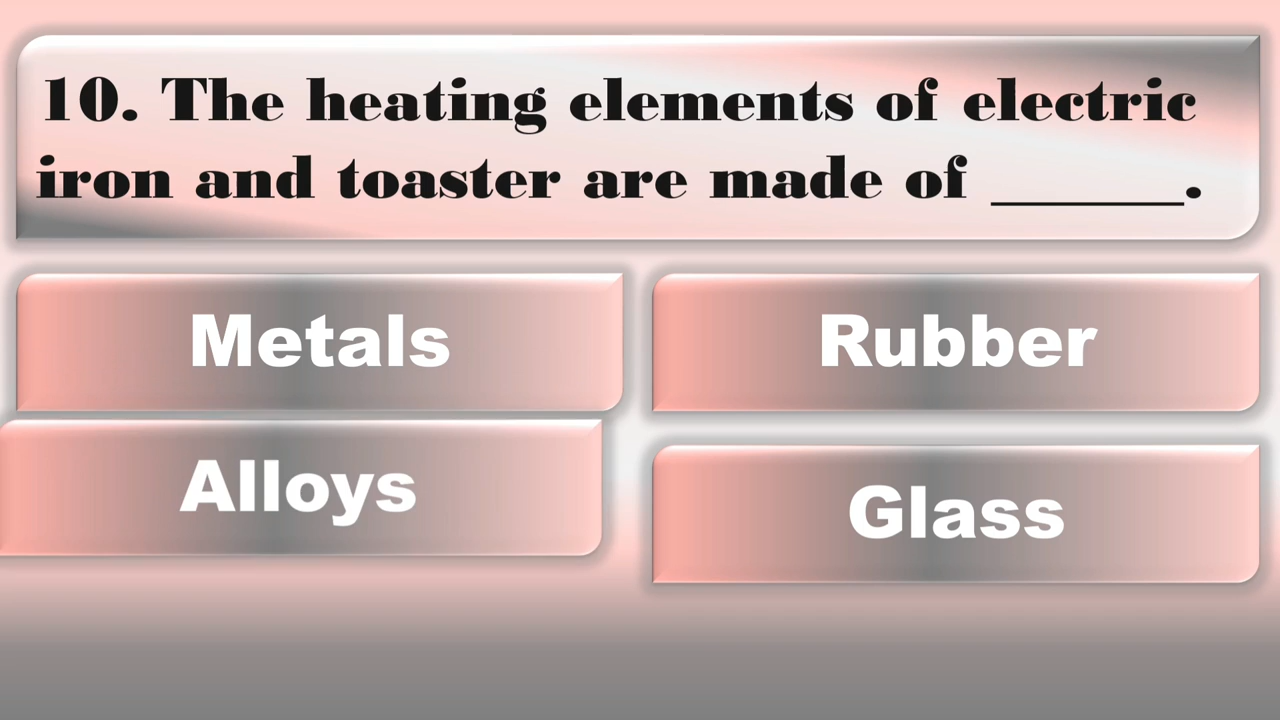 10. The heating elements of electric
iron and toaster are made of ______.
Metals
Rubber
Alloys
Glass